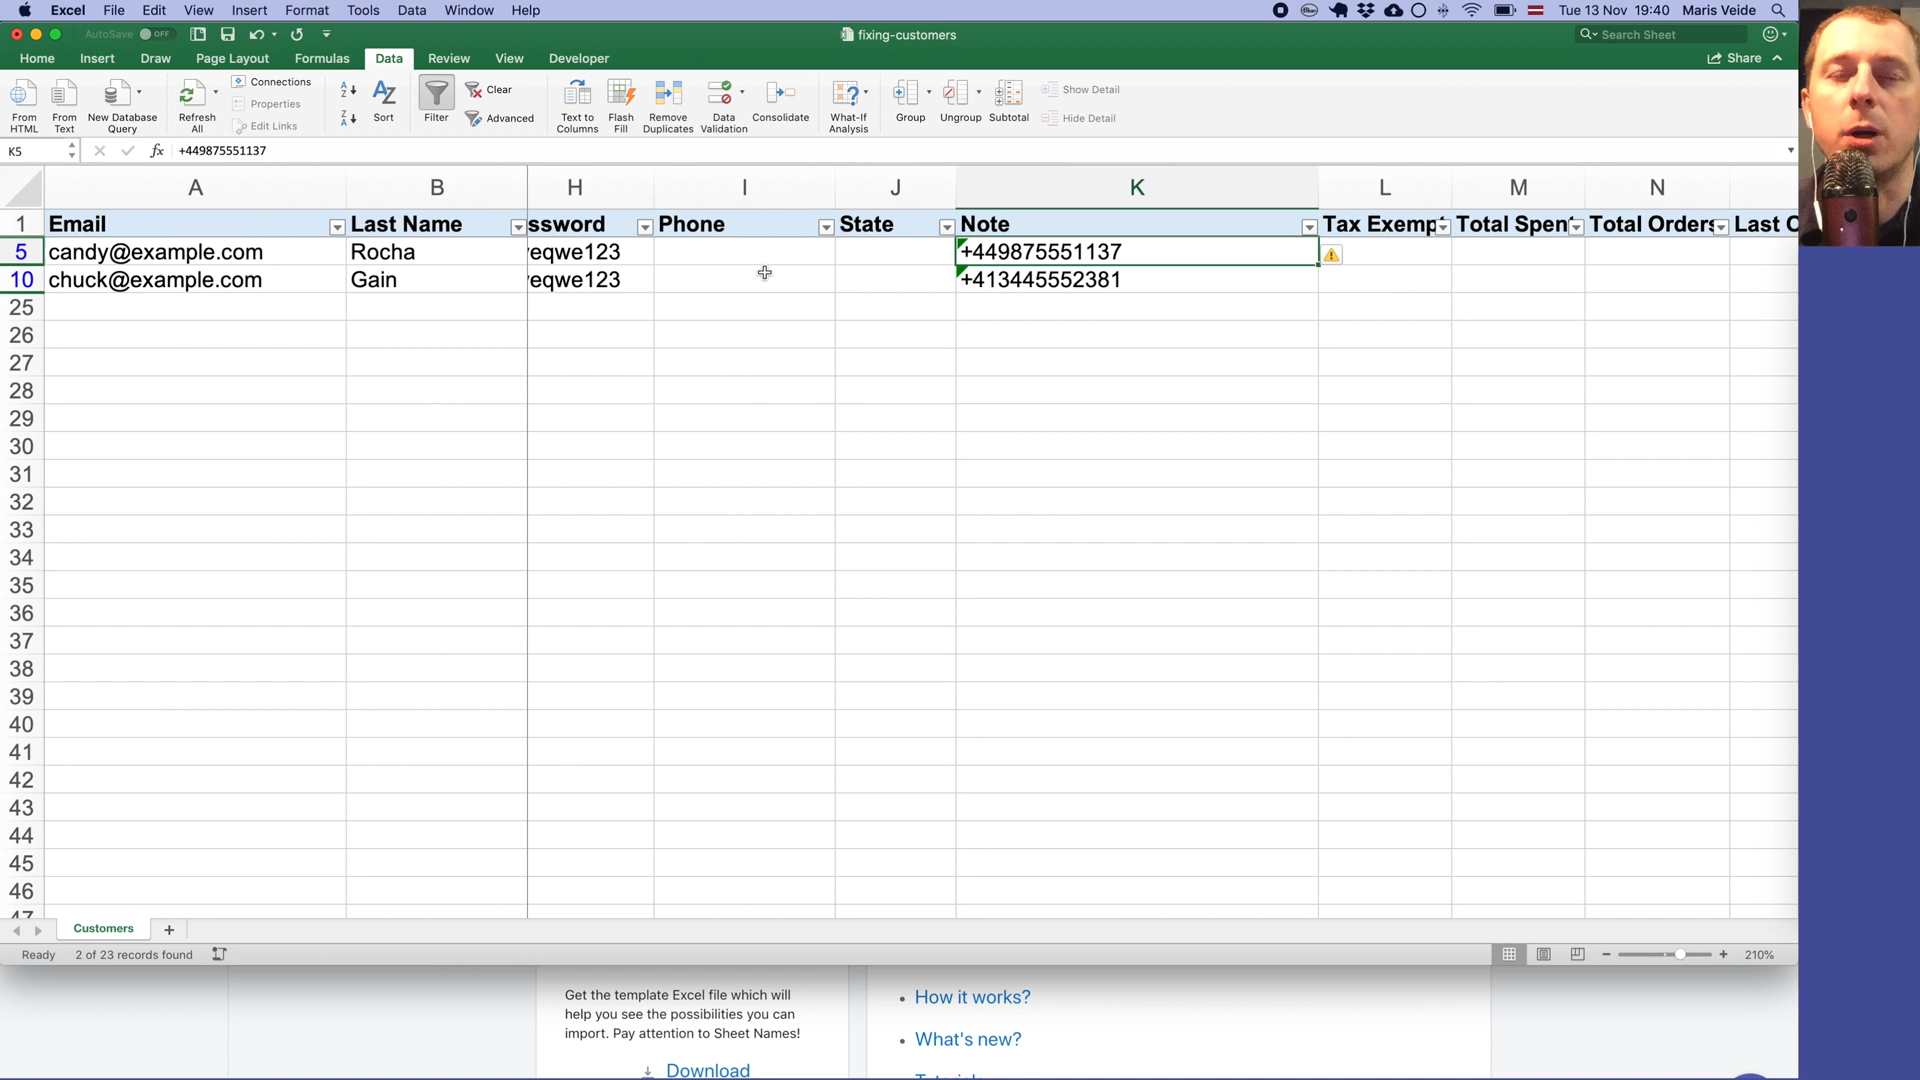 Excel File Edit View Insert Format Tools Data Window Help Tue 13 Nov 19:40 Maris Veide
AutoSave OFF fixing-customers Search Sheet
Home Insert Draw Page Layout Formulas Data Review View Developer Share
From HTML
From Text
New Database Query
Refresh All
Connections
Properties
Edit Links
Sort
Filter
Clear
Advanced
Text to Columns
Flash Fill
Remove Duplicates
Data Validation
Consolidate
What-If Analysis
Group
Ungroup
Subtotal
Show Detail
Hide Detail
K5 fx +449875551137
A B H I J K L M N
1 Email Last Name ssword Phone State Note Tax Exemp Total Spen Total Orders Last
5 candy@example.com Rocha eqwe123 +449875551137
10 chuck@example.com Gain eqwe123 +413445552381
25
26
27
28
29
30
31
32
33
34
35
36
37
38
39
40
41
42
43
44
45
46
47
Customers +
Ready 2 of 23 records found 210%
Get the template Excel file which will
help you see the possibilities you can
import. Pay attention to Sheet Names!
Download
How it works?
What's new?